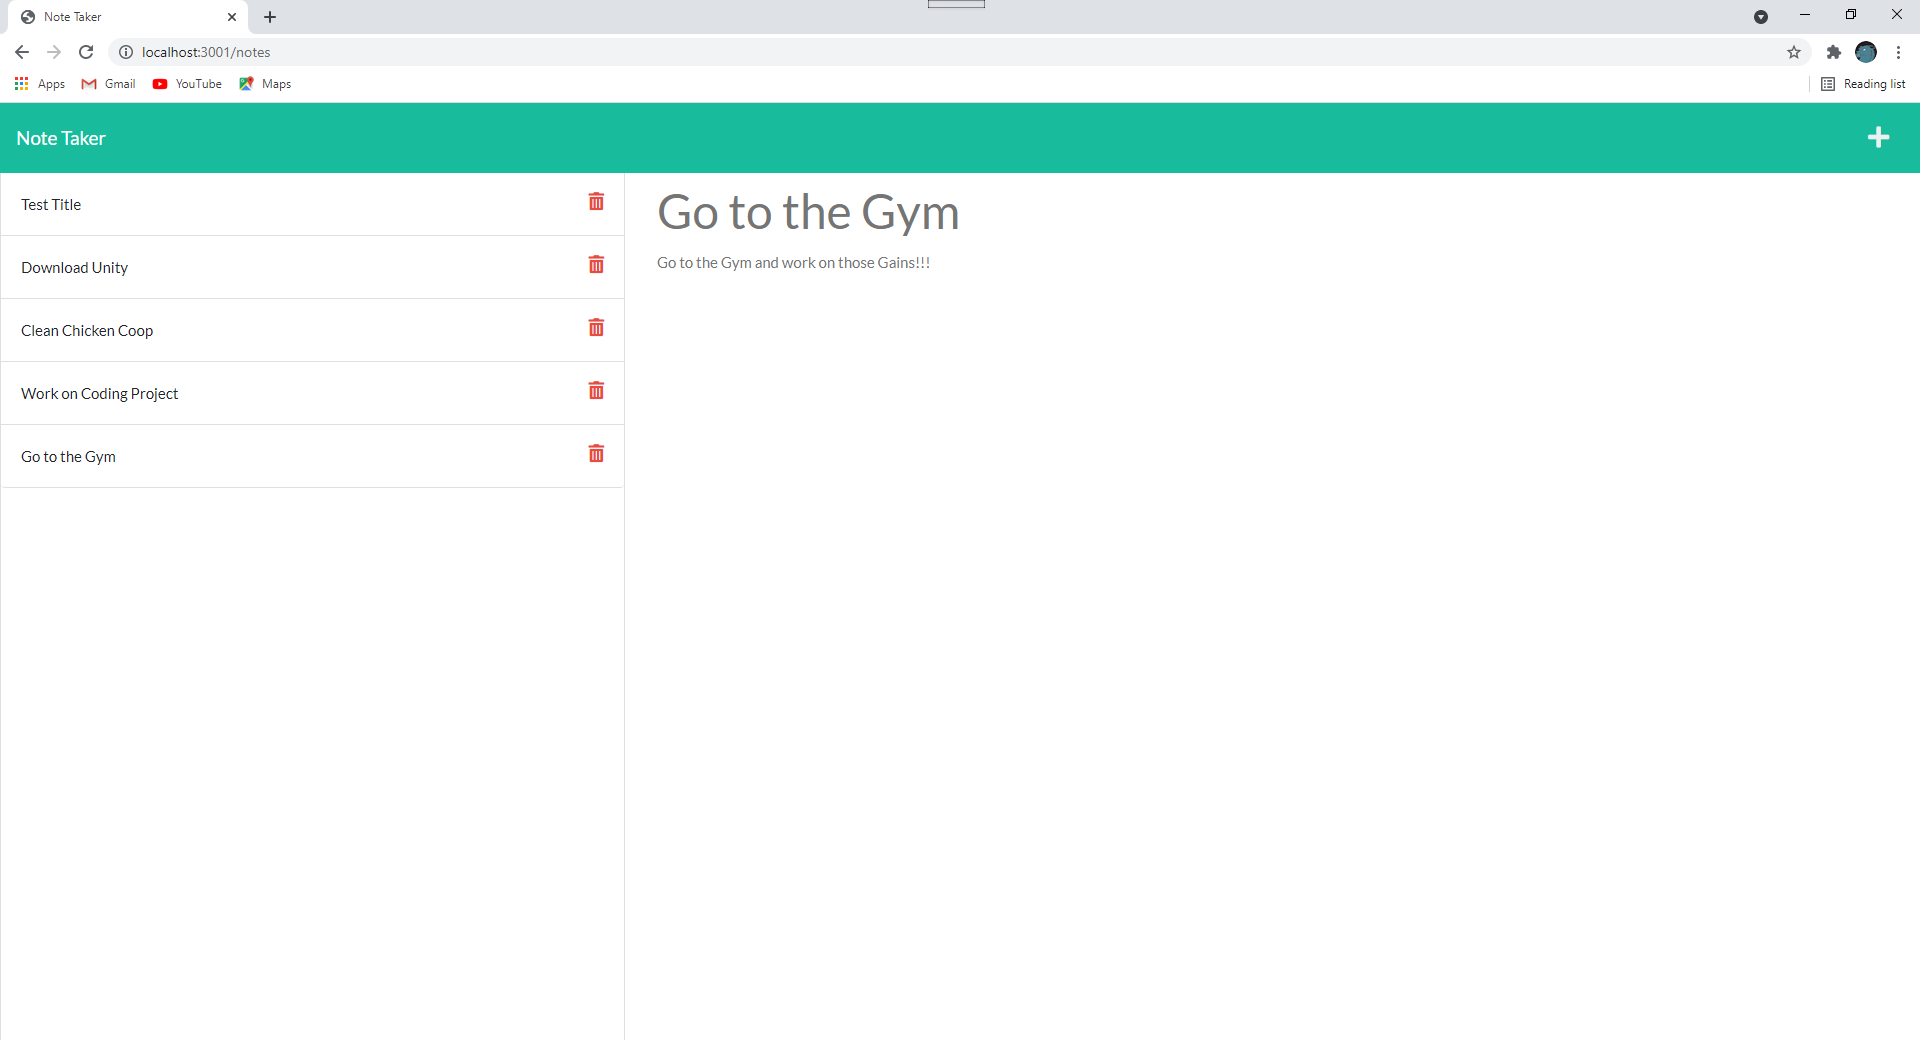 Note Taker
localhost:3001/notes
Apps Gmail YouTube Maps Reading list
Note Taker
Test Title
Download Unity
Clean Chicken Coop
Work on Coding Project
Go to the Gym
Go to the Gym
Go to the Gym and work on those Gains!!!